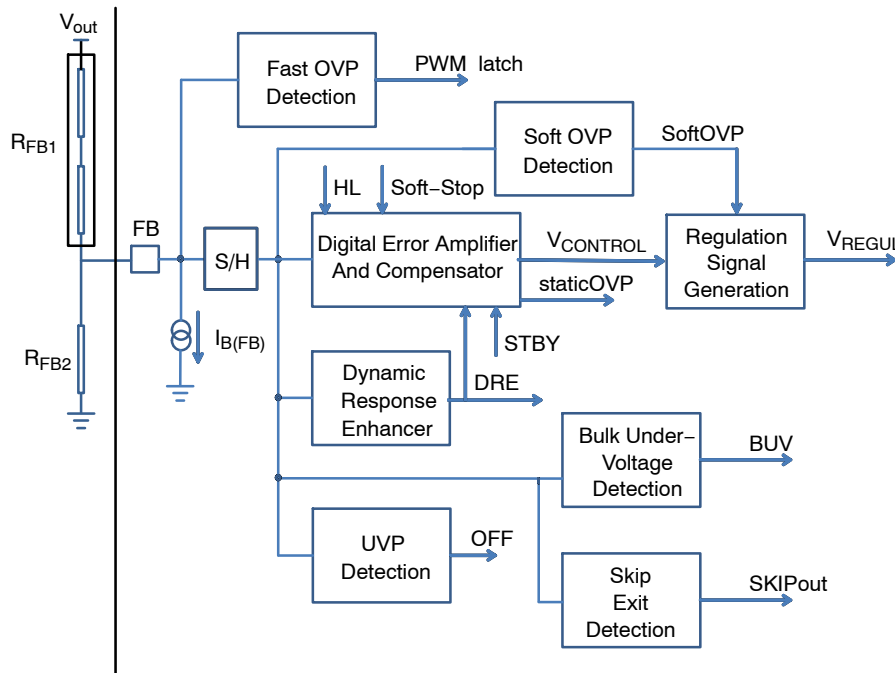 Vout
RFB1
RFB2
FB
S/H
IB(FB)
Fast OVP
Detection
PWM latch
Soft OVP
Detection
SoftOVP
HL
Soft−Stop
Digital Error Amplifier
And Compensator
VCONTROL
staticOVP
Regulation
Signal
Generation
VREGUL
STBY
Dynamic
Response
Enhancer
DRE
Bulk Under−
Voltage
Detection
BUV
UVP
Detection
OFF
Skip
Exit
Detection
SKIPout